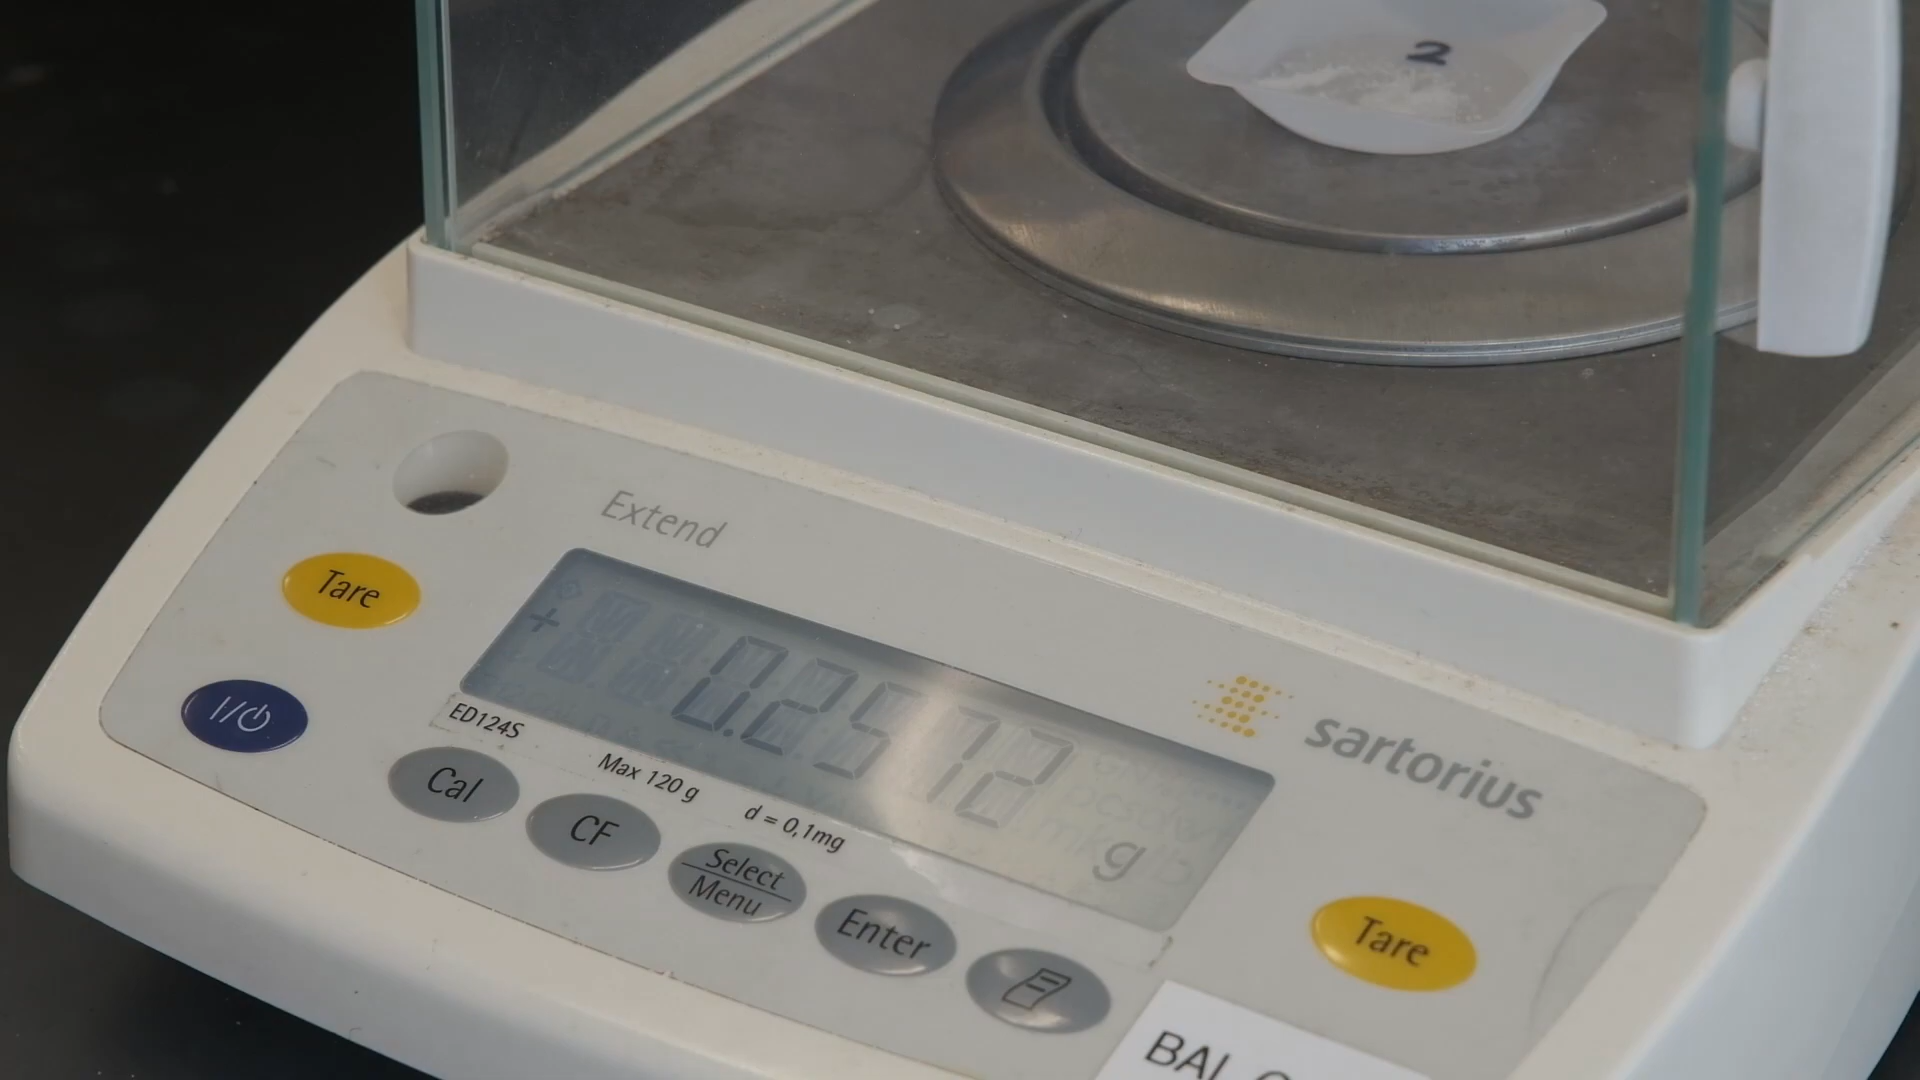 2
Extend
Tare
+ 0.2572 g
sartorius
I/⏻
ED124S
Max 120 g
d = 0,1mg
Cal
CF
Select
Menu
Enter
Tare
BAL